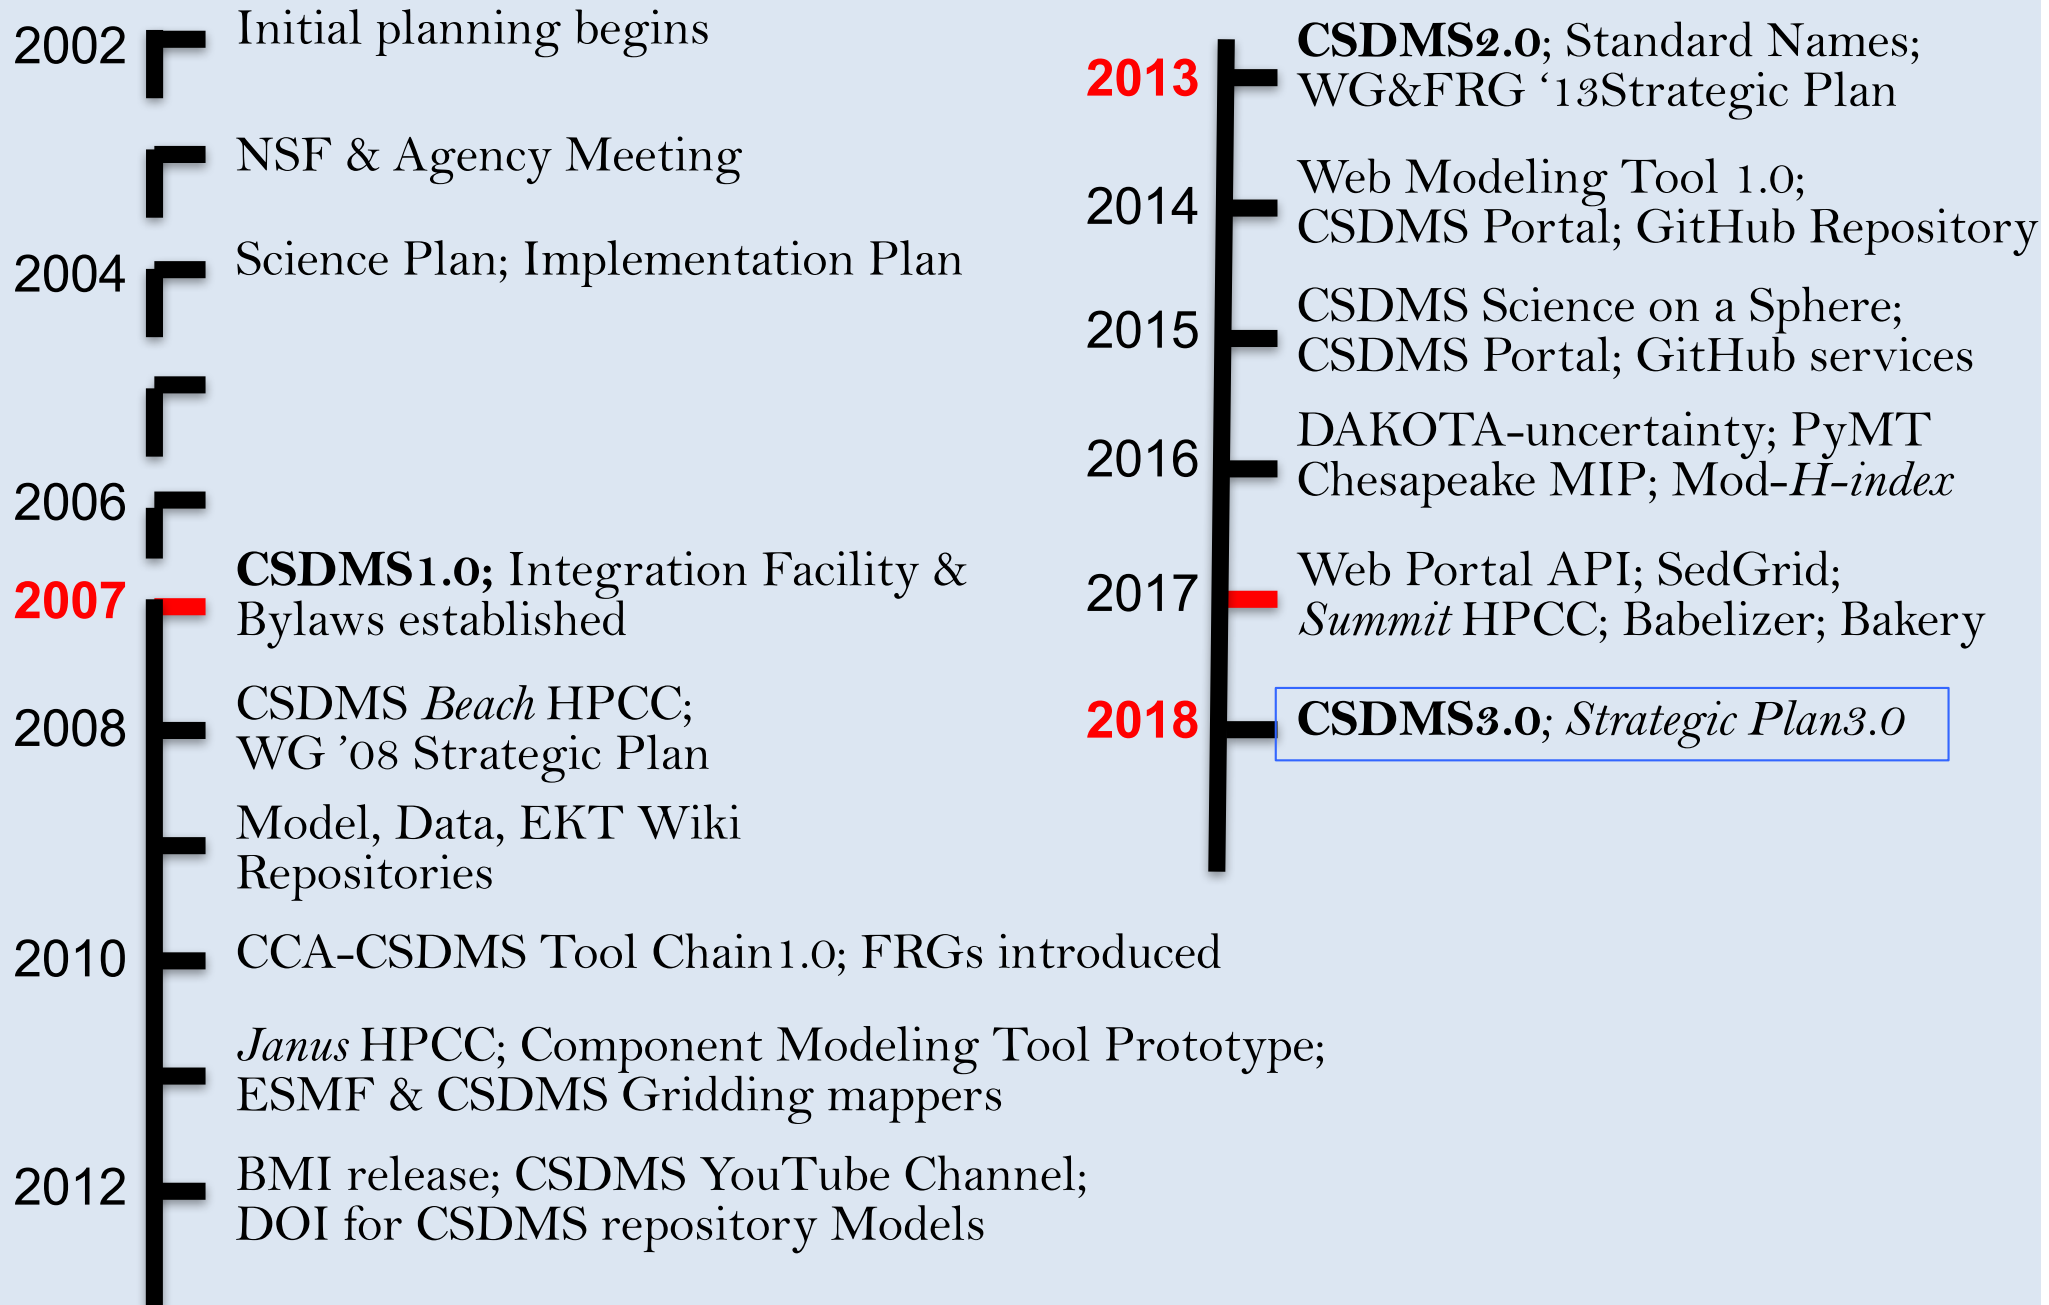 2002 Initial planning begins
NSF & Agency Meeting
2004 Science Plan; Implementation Plan
2006
2007 CSDMS1.0; Integration Facility &
Bylaws established
2008 CSDMS Beach HPCC;
WG ’08 Strategic Plan
Model, Data, EKT Wiki
Repositories
2010 CCA-CSDMS Tool Chain1.0; FRGs introduced
Janus HPCC; Component Modeling Tool Prototype;
ESMF & CSDMS Gridding mappers
2012 BMI release; CSDMS YouTube Channel;
DOI for CSDMS repository Models
2013 CSDMS2.0; Standard Names;
WG&FRG ‘13Strategic Plan
2014 Web Modeling Tool 1.0;
CSDMS Portal; GitHub Repository
2015 CSDMS Science on a Sphere;
CSDMS Portal; GitHub services
2016 DAKOTA-uncertainty; PyMT
Chesapeake MIP; Mod-H-index
2017 Web Portal API; SedGrid;
Summit HPCC; Babelizer; Bakery
2018 CSDMS3.0; Strategic Plan3.0